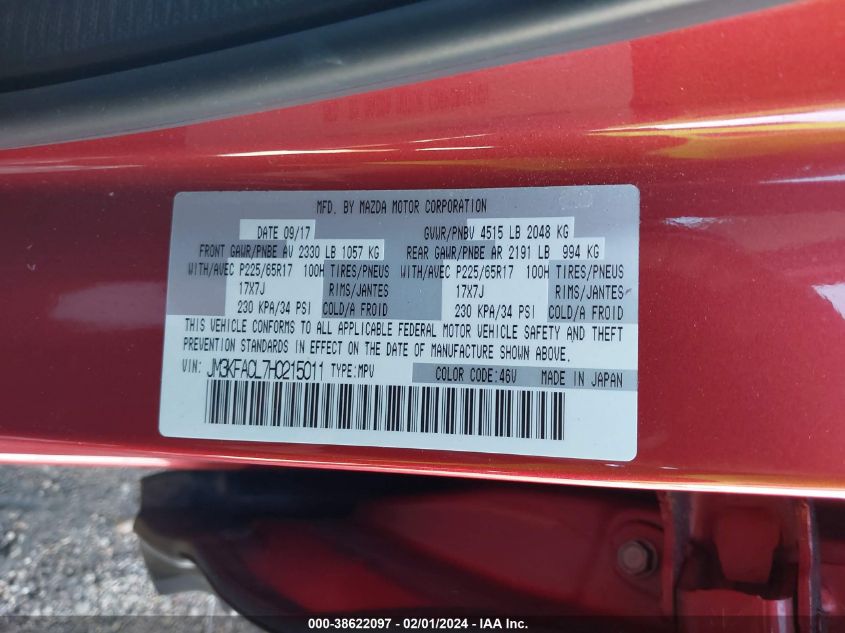 MFD. BY MAZDA MOTOR CORPORATION
DATE 09/17 GVWR/PNBV 4515 LB 2048 KG
FRONT GAWR/PNBE AV 2330 LB 1057 KG REAR GAWR/PNBE AR 2191 LB 994 KG
WITH/AVEC P225/65R17 100H TIRES/PNEUS WITH/AVEC P225/65R17 100H TIRES/PNEUS
17X7J RIMS/JANTES 17X7J RIMS/JANTES
230 KPA/34 PSI COLD/A FROID 230 KPA/34 PSI COLD/A FROID
THIS VEHICLE CONFORMS TO ALL APPLICABLE FEDERAL MOTOR VEHICLE SAFETY AND THEFT
PREVENTION STANDARDS IN EFFECT ON THE DATE OF MANUFACTURE SHOWN ABOVE.
VIN: JM3KFACL7H0215011 TYPE:MPV COLOR CODE:46V MADE IN JAPAN
000-38622097 - 02/01/2024 - IAAI.com